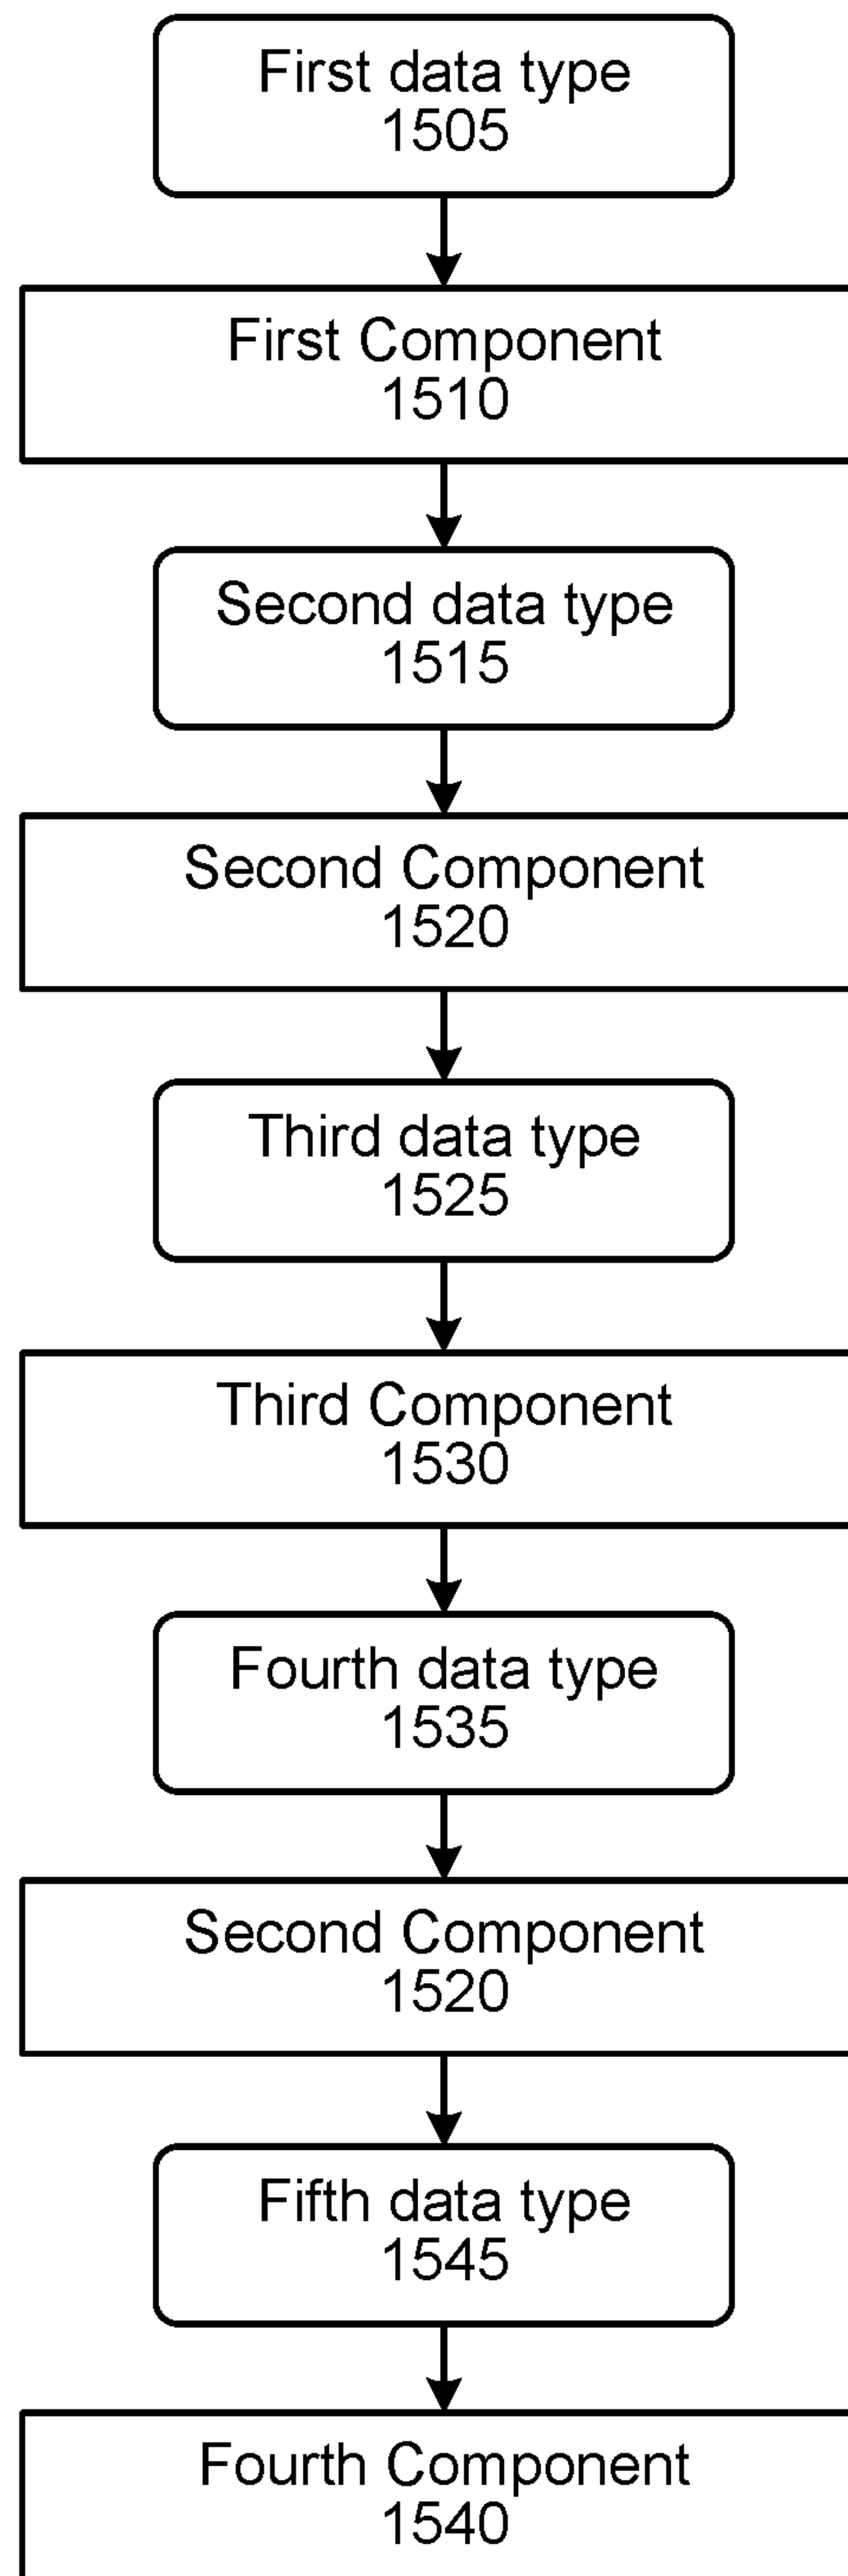 First data type
1505
First Component
1510
Second data type
1515
Second Component
1520
Third data type
1525
Third Component
1530
Fourth data type
1535
Second Component
1520
Fifth data type
1545
Fourth Component
1540